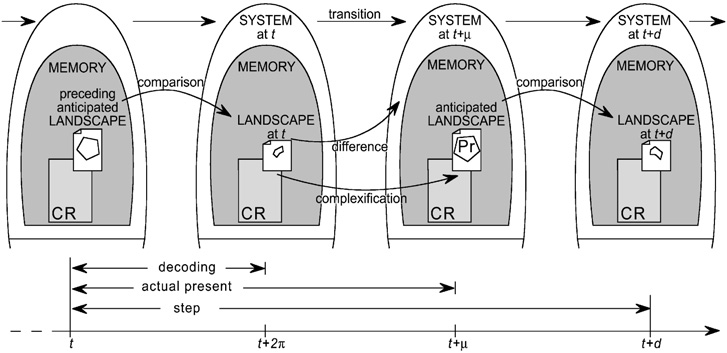 SYSTEM
at t
transition
SYSTEM
at t+μ
SYSTEM
at t+d
MEMORY
preceding
anticipated
LANDSCAPE
CR
comparison
MEMORY
LANDSCAPE
at t
CR
difference
complexification
MEMORY
anticipated
LANDSCAPE
Pr
CR
comparison
MEMORY
LANDSCAPE
at t+d
CR
decoding
actual present
step
t
t+2π
t+μ
t+d